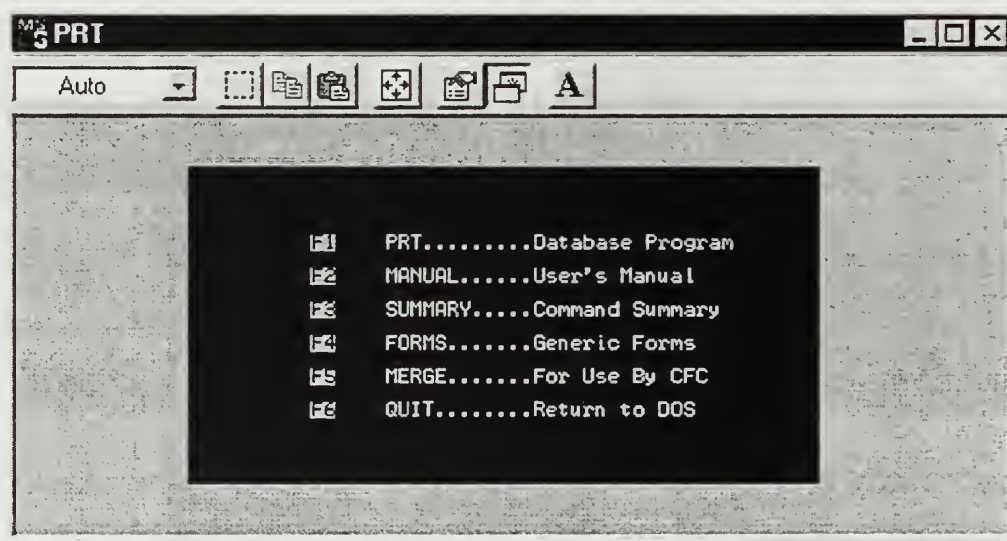 MS PRT
Auto A
F1 PRT.........Database Program
F2 MANUAL......User's Manual
F3 SUMMARY.....Command Summary
F4 FORMS.......Generic Forms
F5 MERGE.......For Use By CFC
F6 QUIT........Return to DOS